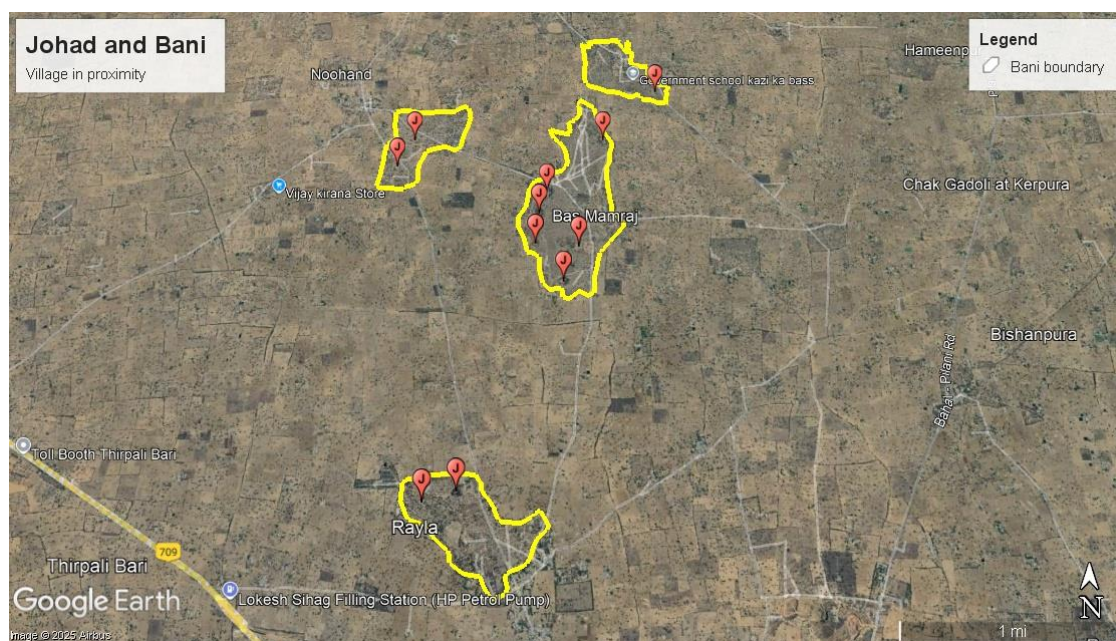 Johad and Bani
Village in proximity
Legend
Bani boundary
Noohand
Government school kazi ka bass
Vijay kirana Store
Chak Gadoli at Kerpura
Bas Mamraj
Bishanpura
Bahal - Pilani Rd
Toll Booth Thirpali Bari
Rayla
709
Thirpali Bari
Lokesh Sihag Filling Station (HP Petrol Pump)
Google Earth
Image © 2025 Airbus
1 mi
N
J
J
J
J
J
J
J
J
J
J
J